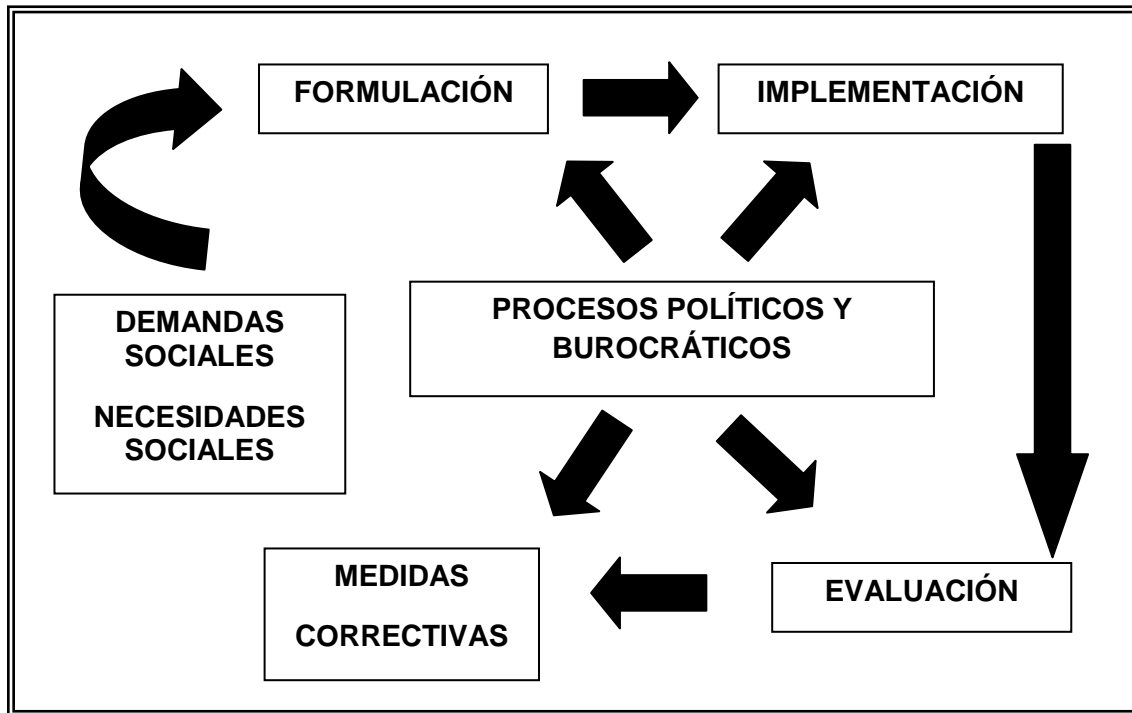 FORMULACIÓN
IMPLEMENTACIÓN
DEMANDAS
SOCIALES
NECESIDADES
SOCIALES
PROCESOS POLÍTICOS Y
BUROCRÁTICOS
MEDIDAS
CORRECTIVAS
EVALUACIÓN